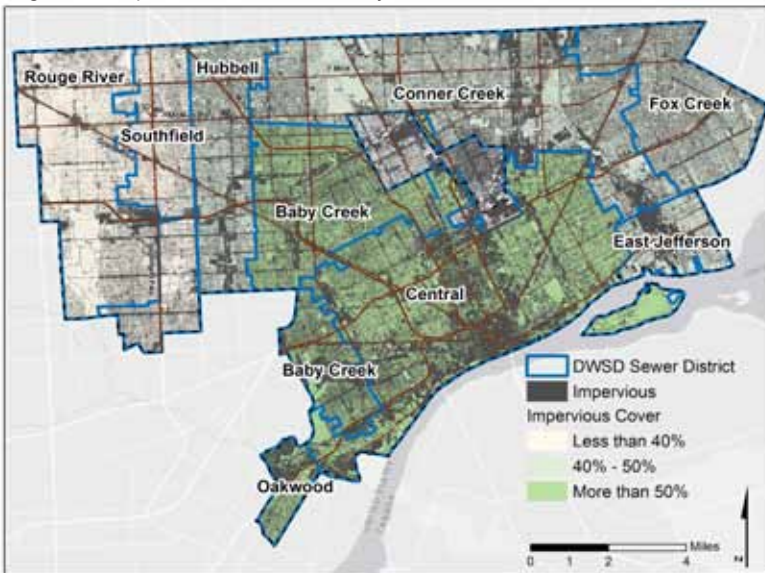 Rouge River
Hubbell
Conner Creek
Fox Creek
Southfield
Baby Creek
East Jefferson
Central
Baby Creek
Oakwood
DWSD Sewer District
Impervious
Impervious Cover
Less than 40%
40% - 50%
More than 50%
Miles
0 1 2 4
N